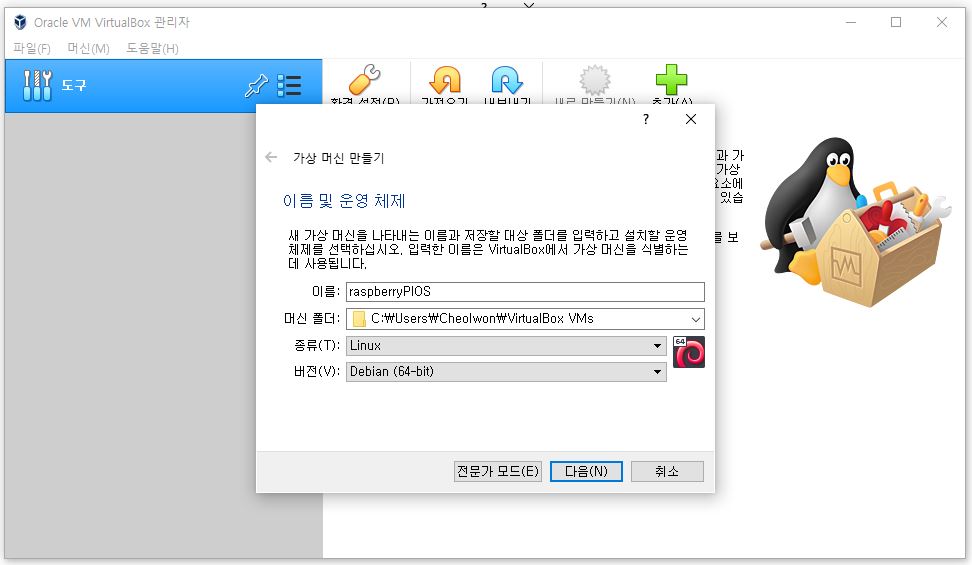 Oracle VM VirtualBox 관리자
파일(F) 머신(M) 도움말(H)
도구
환경 설정(P) 가져오기 내보내기 새로 만들기(N) 추가(A)
?
가상 머신 만들기
과 가
가상
요소에
있습
를 보
이름 및 운영 체제
새 가상 머신을 나타내는 이름과 저장할 대상 폴더를 입력하고 설치할 운영
체제를 선택하십시오. 입력한 이름은 VirtualBox에서 가상 머신을 식별하는
데 사용됩니다.
이름: raspberryPIOS
머신 폴더: C:₩Users₩Cheolwon₩VirtualBox VMs
종류(T): Linux
64
버전(V): Debian (64-bit)
전문가 모드(E) 다음(N) 취소